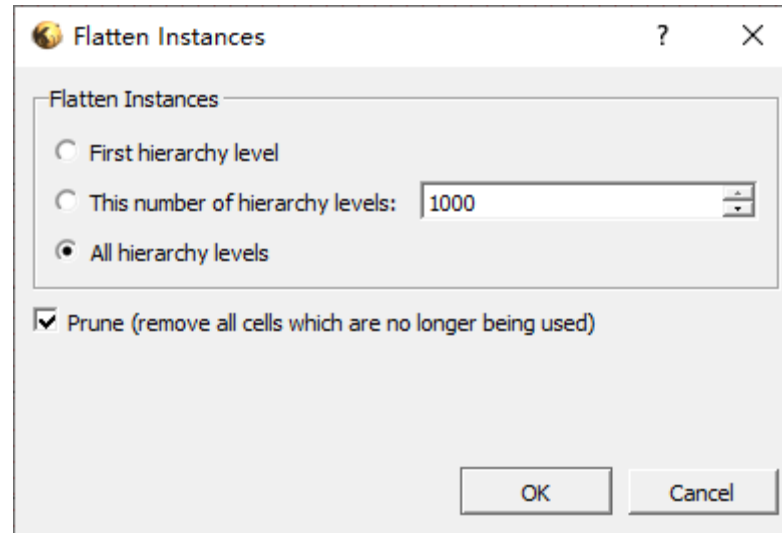 Flatten Instances
?
Flatten Instances
First hierarchy level
This number of hierarchy levels: 1000
All hierarchy levels
Prune (remove all cells which are no longer being used)
OK Cancel